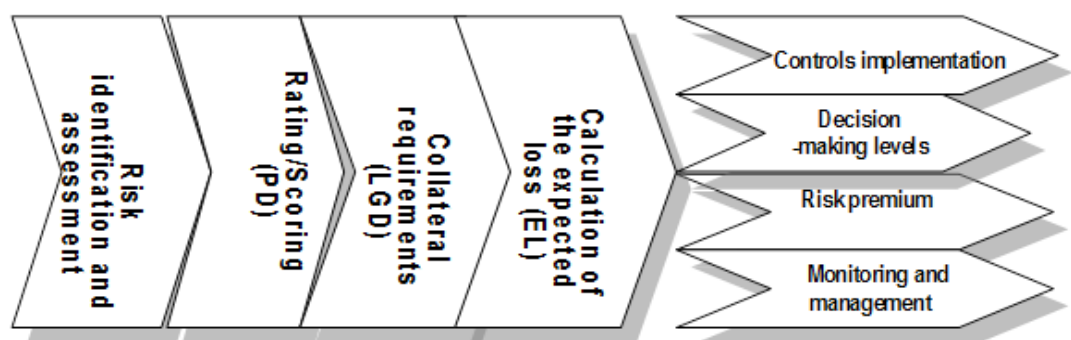 Risk
identification and
assessment
Rating/Scoring
(PD)
Collateral
requirements
(LGD)
Calculation of
the expected
loss (EL)
Controls implementation
Decision
-making levels
Risk premium
Monitoring and
management